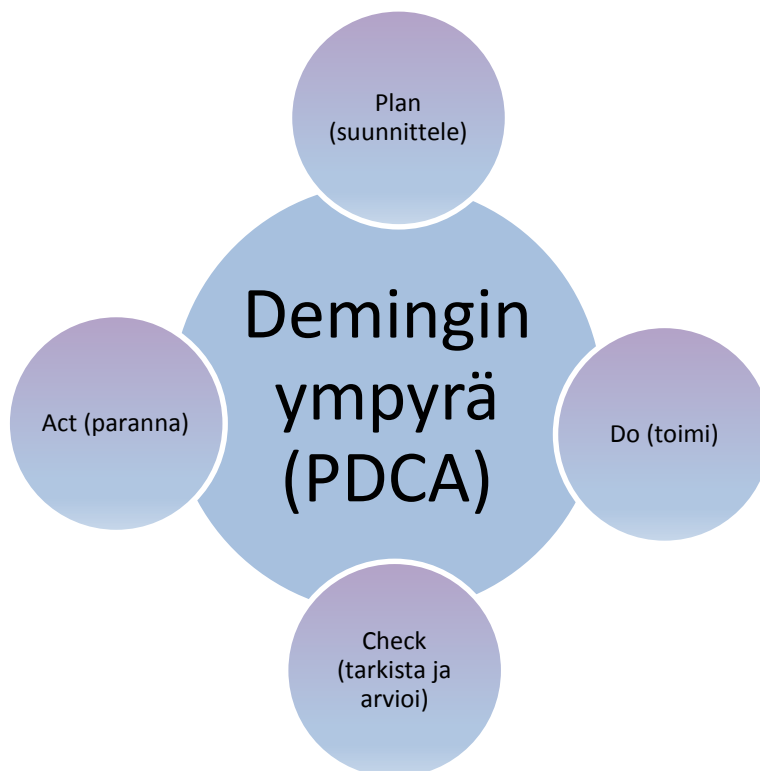 Plan
(suunnittele)
Demingin
ympyrä
(PDCA)
Act (paranna)
Do (toimi)
Check
(tarkista ja
arvioi)